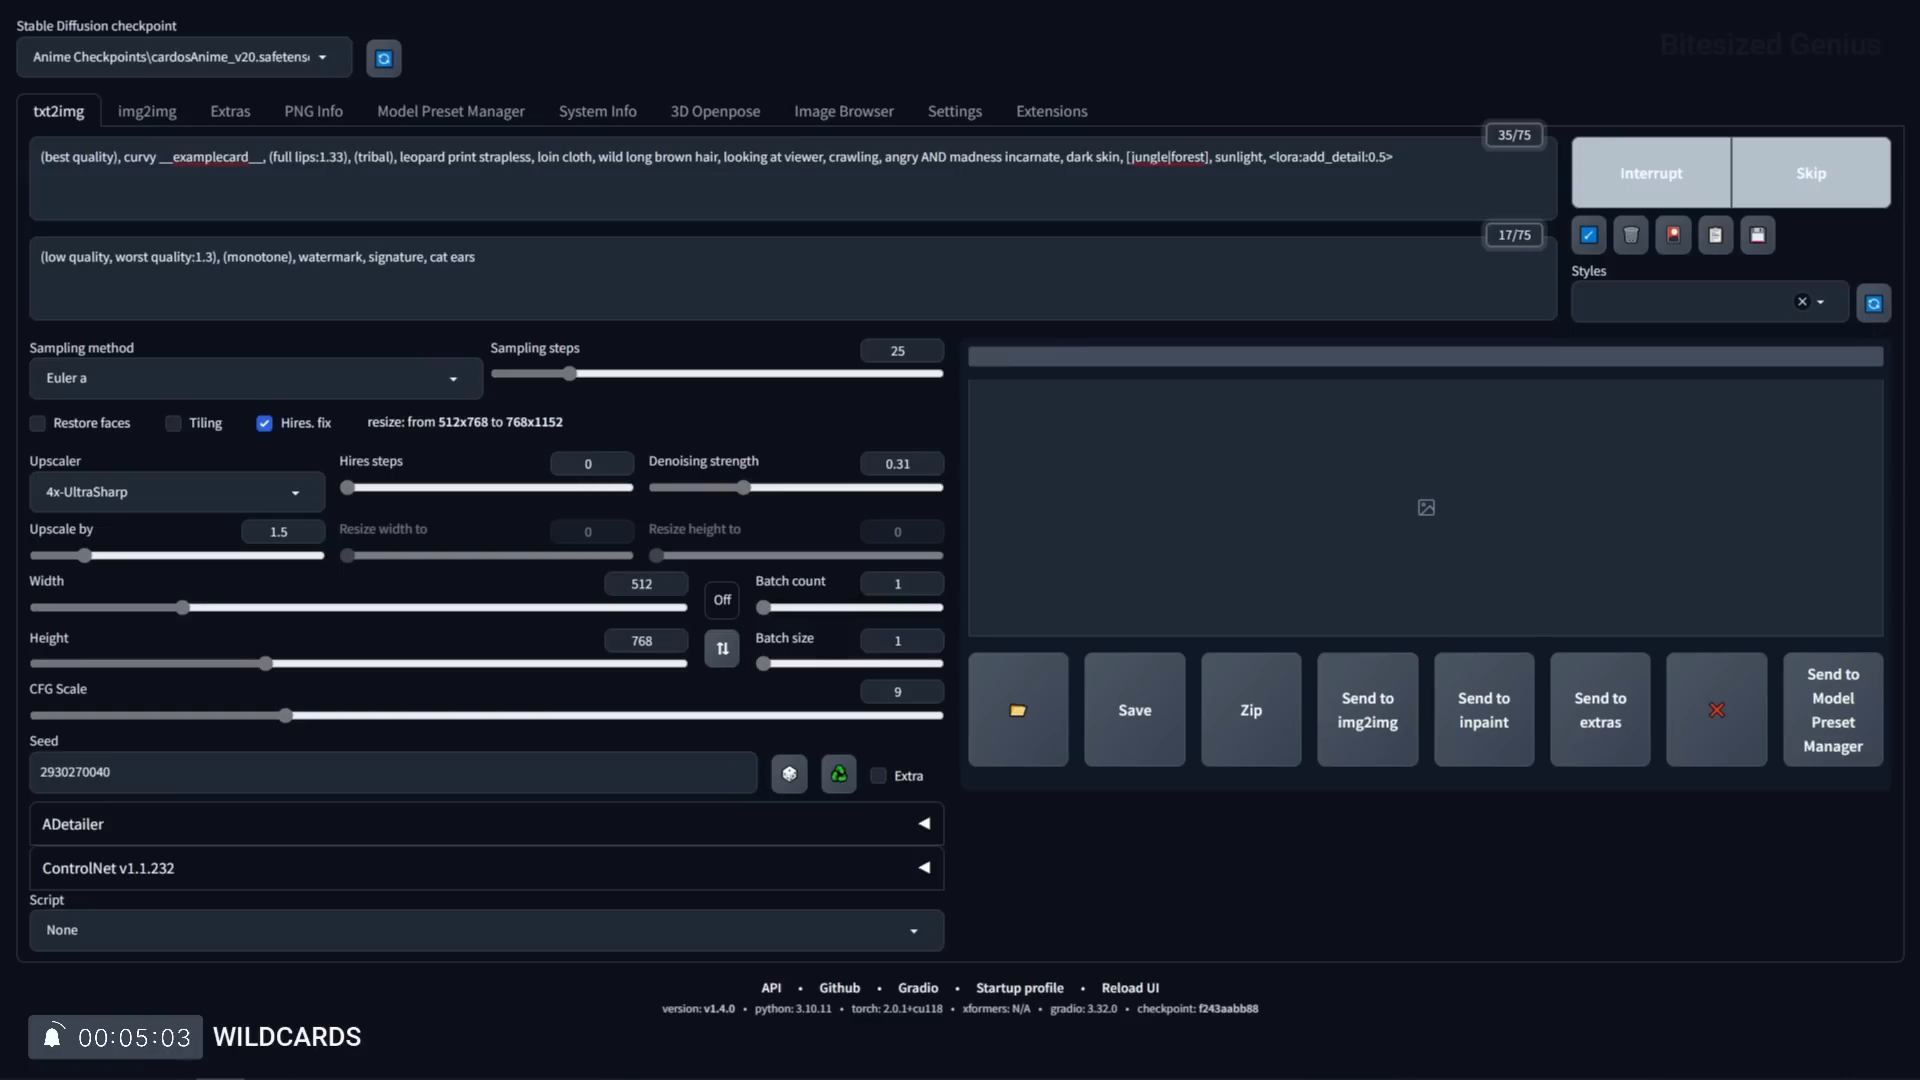 Stable Diffusion checkpoint
Bitesized Genius
Anime Checkpoints\cardosAnime_v20.safetens
txt2img img2img Extras PNG Info Model Preset Manager System Info 3D Openpose Image Browser Settings Extensions
35/75
(best quality), curvy __examplecard__, (full lips:1.33), (tribal), leopard print strapless, loin cloth, wild long brown hair, looking at viewer, crawling, angry AND madness incarnate, dark skin, [jungle|forest], sunlight, <lora:add_detail:0.5>
Interrupt Skip
17/75
(low quality, worst quality:1.3), (monotone), watermark, signature, cat ears
Styles
Sampling method
Euler a
Sampling steps 25
Restore faces Tiling Hires. fix resize: from 512x768 to 768x1152
Upscaler
4x-UltraSharp
Hires steps 0
Denoising strength 0.31
Upscale by 1.5
Resize width to 0
Resize height to 0
Width 512
Off
Batch count 1
Height 768
Batch size 1
CFG Scale 9
Seed
2930270040
Extra
Save
Zip
Send to
img2img
Send to
inpaint
Send to
extras
Send to
Model
Preset
Manager
ADetailer
ControlNet v1.1.232
Script
None
API • Github • Gradio • Startup profile • Reload UI
version: v1.4.0 • python: 3.10.11 • torch: 2.0.1+cu118 • xformers: N/A • gradio: 3.32.0 • checkpoint: f243aabb88
00:05:03 WILDCARDS